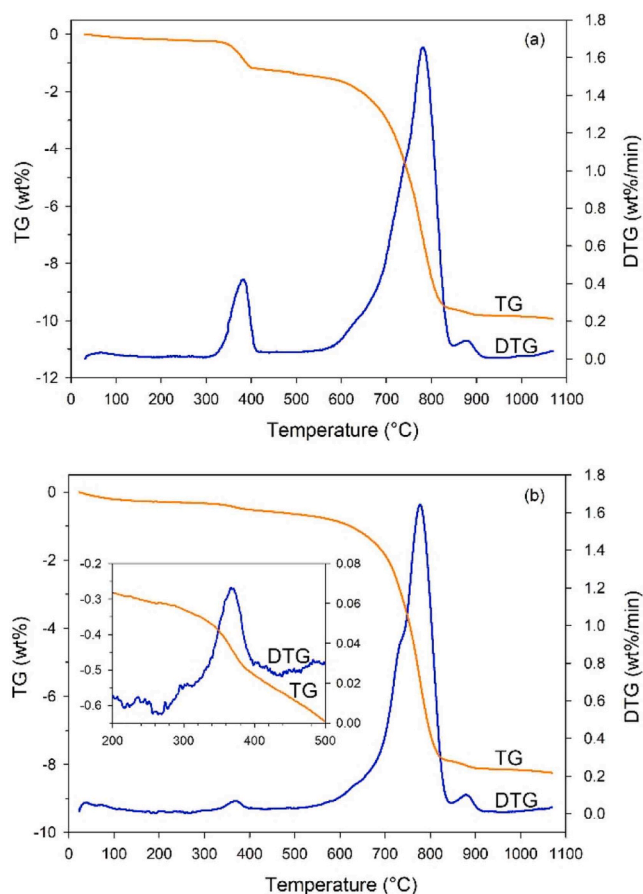 (a)
0
-2
-4
-6
-8
-10
-12
TG (wt%)
1.8
1.6
1.4
1.2
1.0
0.8
0.6
0.4
0.2
0.0
DTG (wt%/min)
TG
DTG
0 100 200 300 400 500 600 700 800 900 1000 1100
Temperature (°C)
(b)
0
-2
-4
-6
-8
-10
TG (wt%)
1.8
1.6
1.4
1.2
1.0
0.8
0.6
0.4
0.2
0.0
DTG (wt%/min)
-0.2
-0.3
-0.4
-0.5
-0.6
0.08
0.06
0.04
0.02
0.00
DTG
TG
200 300 400 500
TG
DTG
0 100 200 300 400 500 600 700 800 900 1000 1100
Temperature (°C)